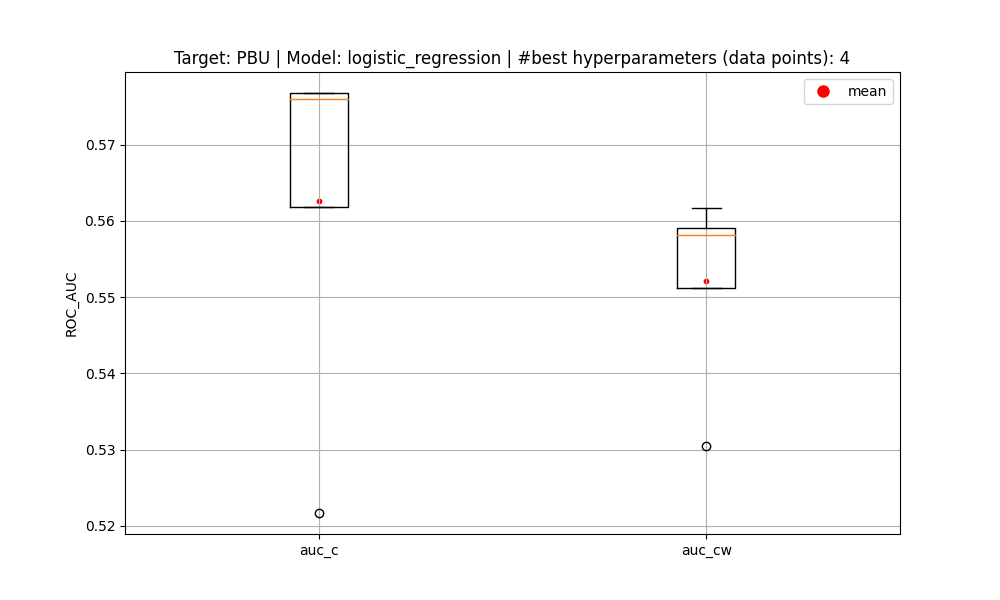 Target: PBU | Model: logistic_regression | #best hyperparameters (data points): 4
mean
0.57
0.56
0.55
0.54
0.53
0.52
ROC_AUC
auc_c
auc_cw